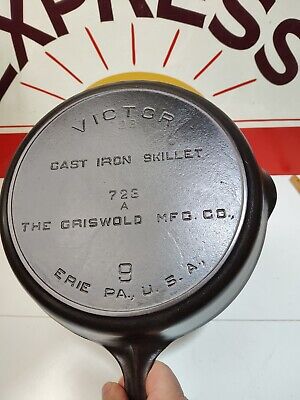 EXPRESS
VICTOR
CAST IRON SKILLET
723
A
THE GRISWOLD MFG. CO.,
9
ERIE PA., U. S. A.,